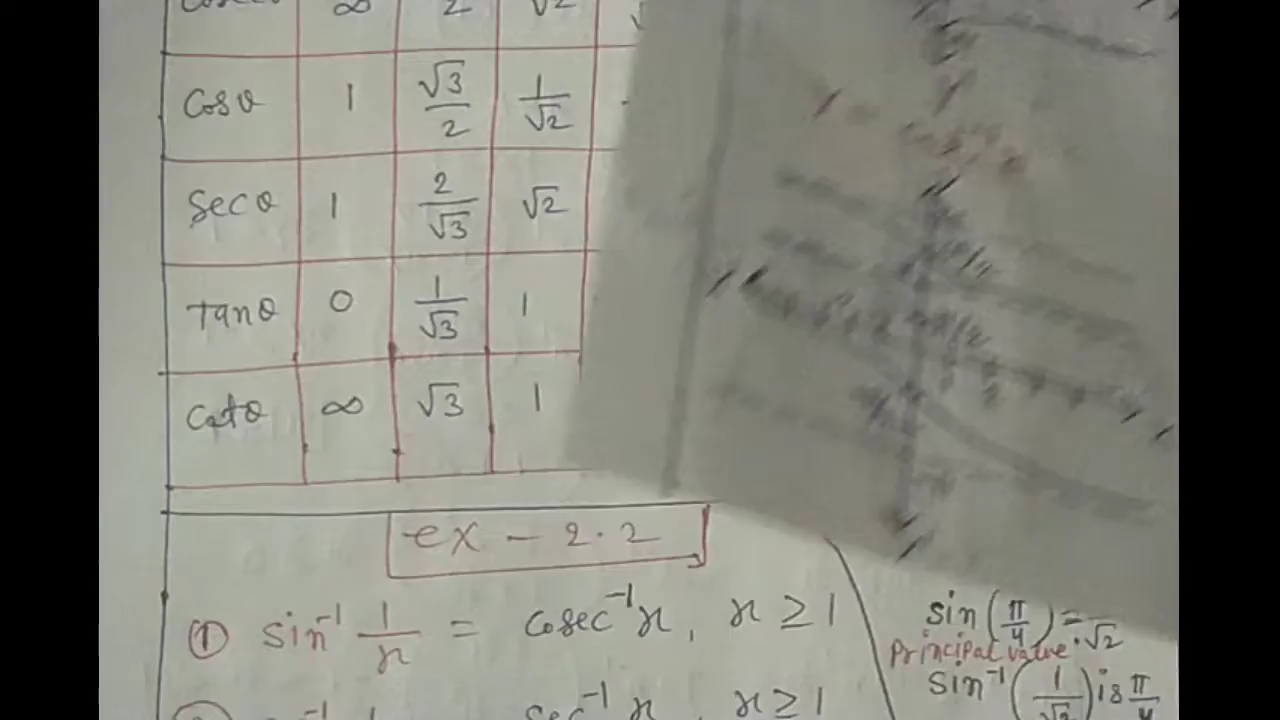 ∞ 2 √2
Cosθ 1 √3/2 1/√2
Secθ 1 2/√3 √2
Tanθ 0 1/√3 1
Cotθ ∞ √3 1
ex - 2.2
① sin⁻¹ 1/x = cosec⁻¹x, x ≥ 1
sec⁻¹x, x ≥ 1
sin(π/4) = 1/√2
Principal value
sin⁻¹(1/√2) is π/4